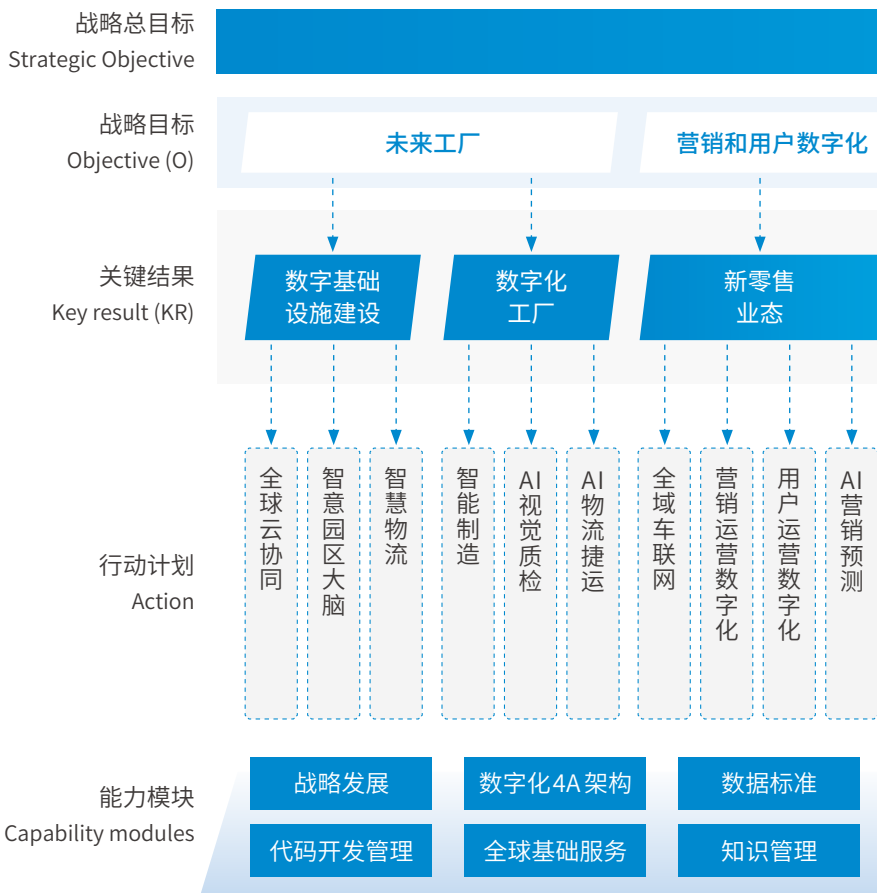 战略总目标
Strategic Objective
战略目标
Objective (O)
未来工厂
营销和用户数字化
关键结果
Key result (KR)
数字基础
设施建设
数字化
工厂
新零售
业态
行动计划
Action
全球云协同
智意园区大脑
智慧物流
智能制造
AI视觉质检
AI物流捷运
全域车联网
营销运营数字化
用户运营数字化
AI营销预测
能力模块
Capability modules
战略发展
数字化4A架构
数据标准
代码开发管理
全球基础服务
知识管理